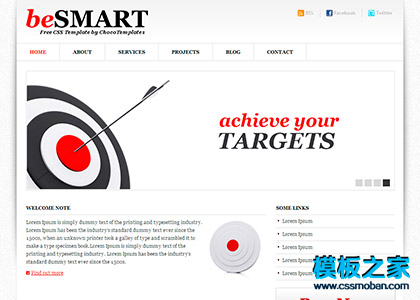 beSMART
Free CSS Template by ChocoTemplates
RSS Facebook Twitter
HOME ABOUT SERVICES PROJECTS BLOG CONTACT
achieve your
TARGETS
WELCOME NOTE
Lorem Ipsum is simply dummy text of the printing and typesetting industry.
Lorem Ipsum has been the industry's standard dummy text ever since the
1500s, when an unknown printer took a galley of type and scrambled it to
make a type specimen book.Lorem Ipsum is simply dummy text of the
printing and typesetting industry. Lorem Ipsum has been the industry's
standard dummy text ever since the 1500s.
Find out more
SOME LINKS
Lorem Ipsum
Lorem Ipsum
Lorem Ipsum
Lorem Ipsum
模板之家
www.cssmoban.com